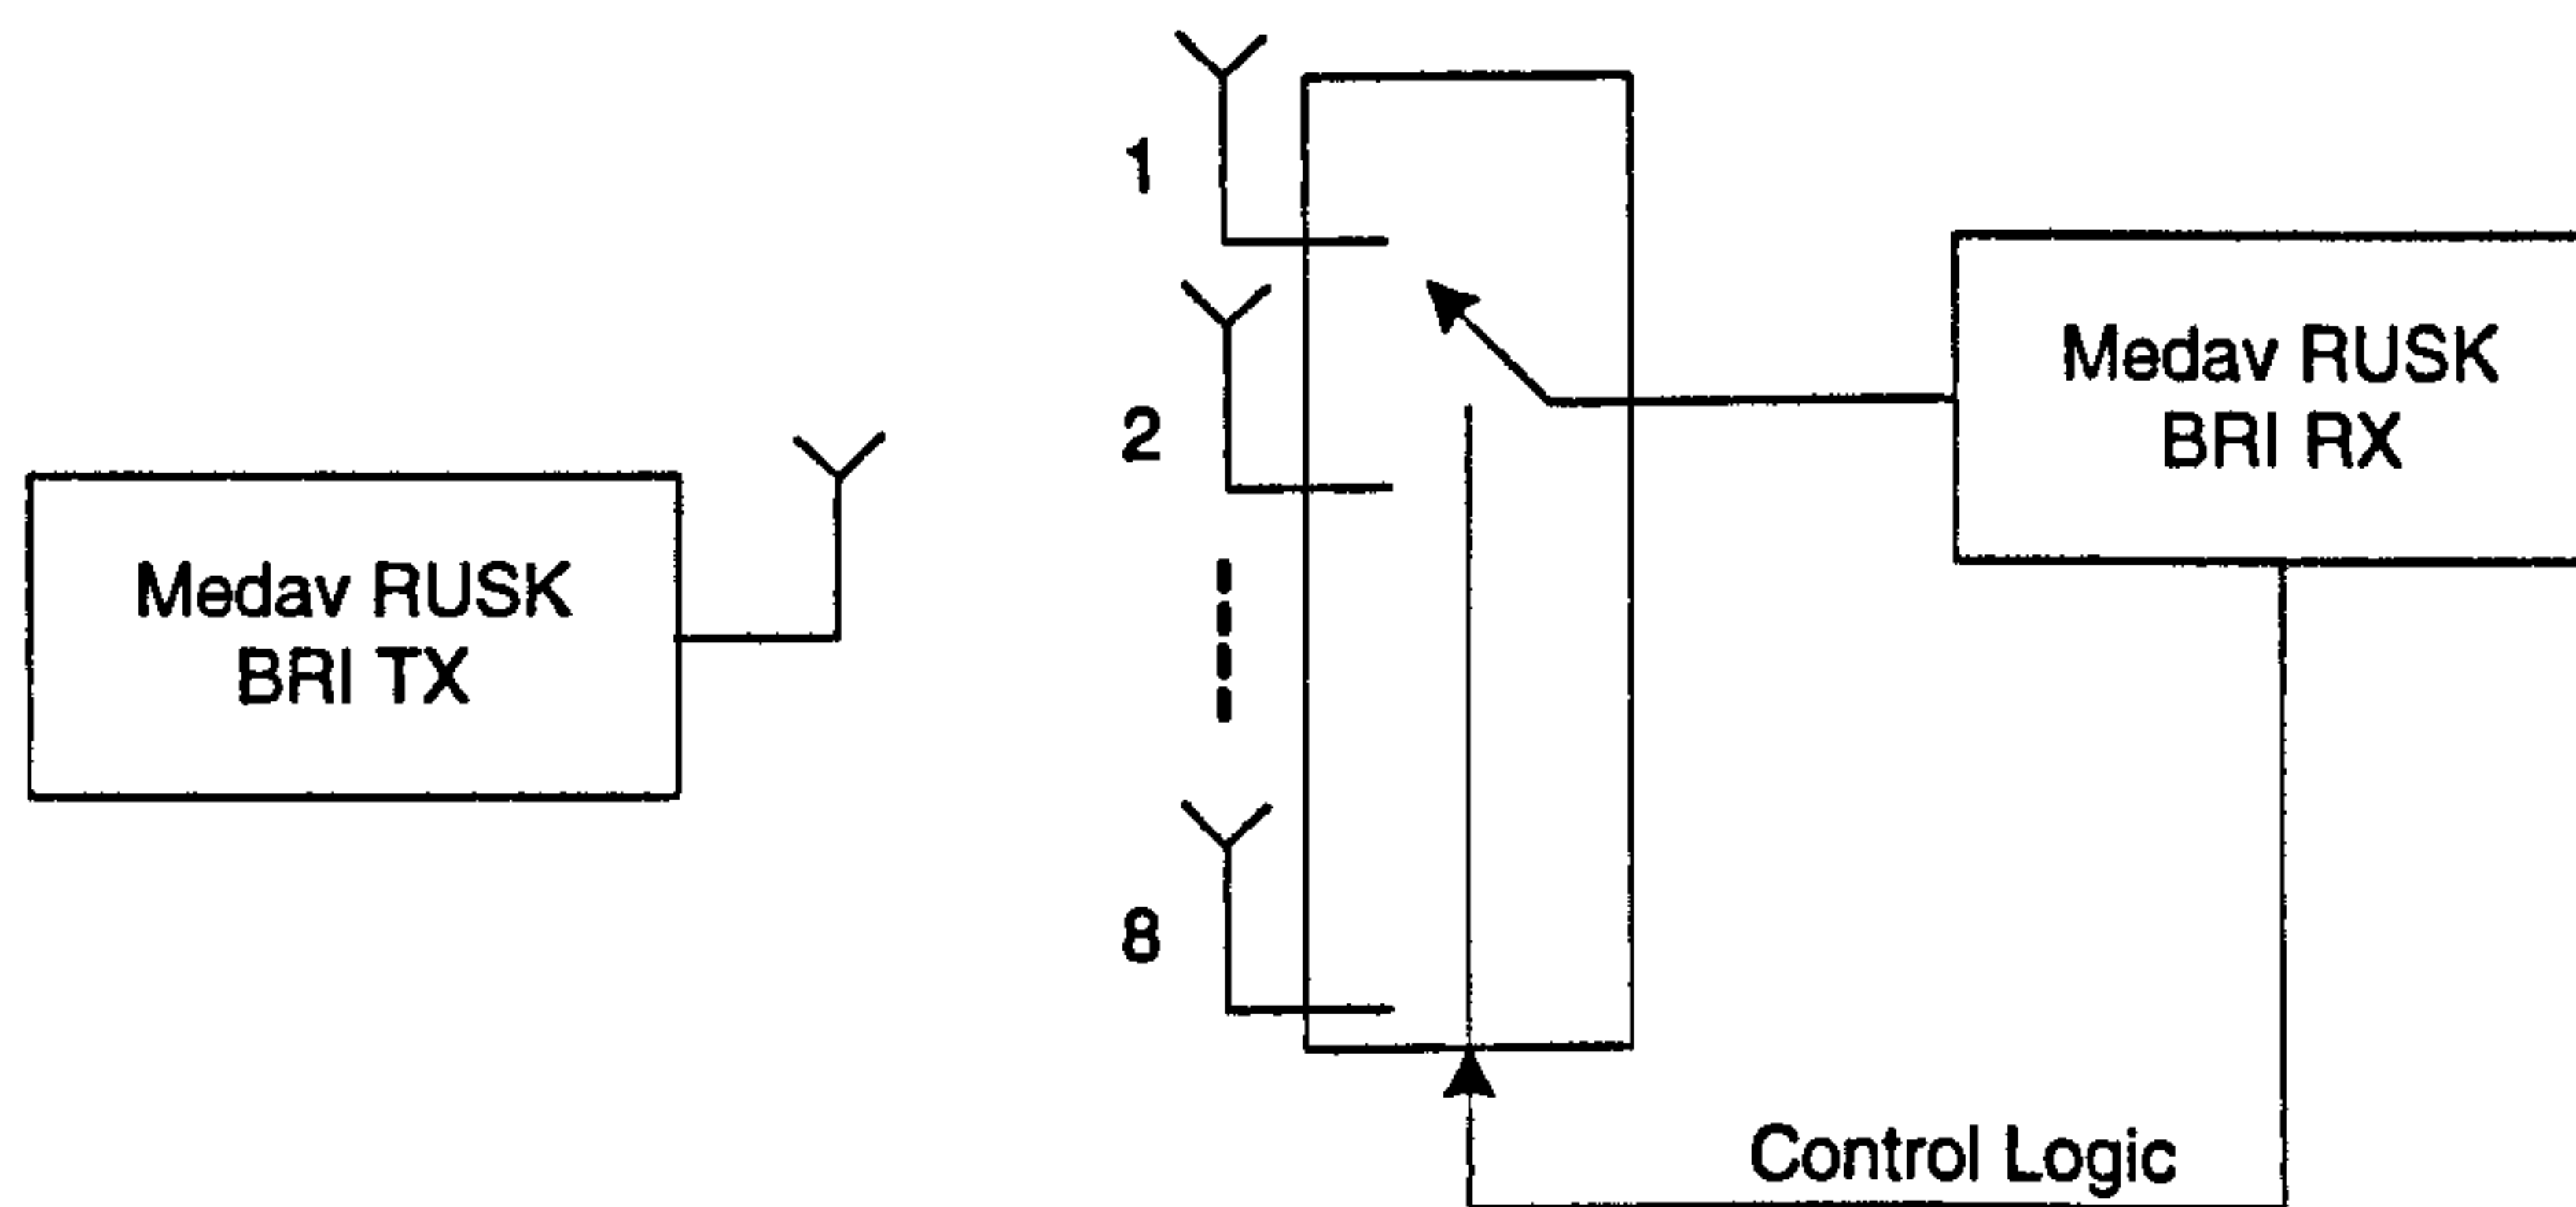 1
2
8
Medav RUSK
BRI TX
Medav RUSK
BRI RX
Control Logic